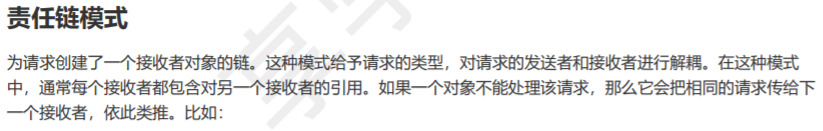 责任链模式
为请求创建了一个接收者对象的链。这种模式给予请求的类型，对请求的发送者和接收者进行解耦。在这种模式
中，通常每个接收者都包含对另一个接收者的引用。如果一个对象不能处理该请求，那么它会把相同的请求传给下
一个接收者，依此类推。比如：